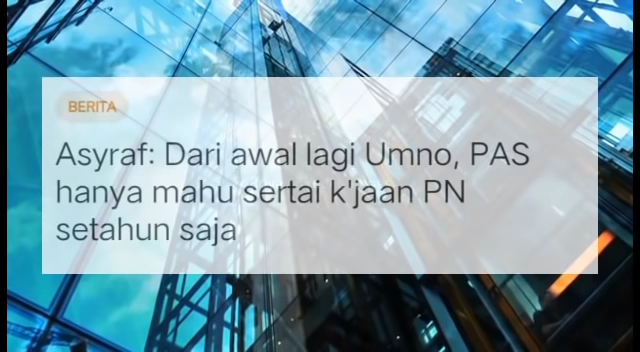 BERITA
Asyraf: Dari awal lagi Umno, PAS
hanya mahu sertai k'jaan PN
setahun saja